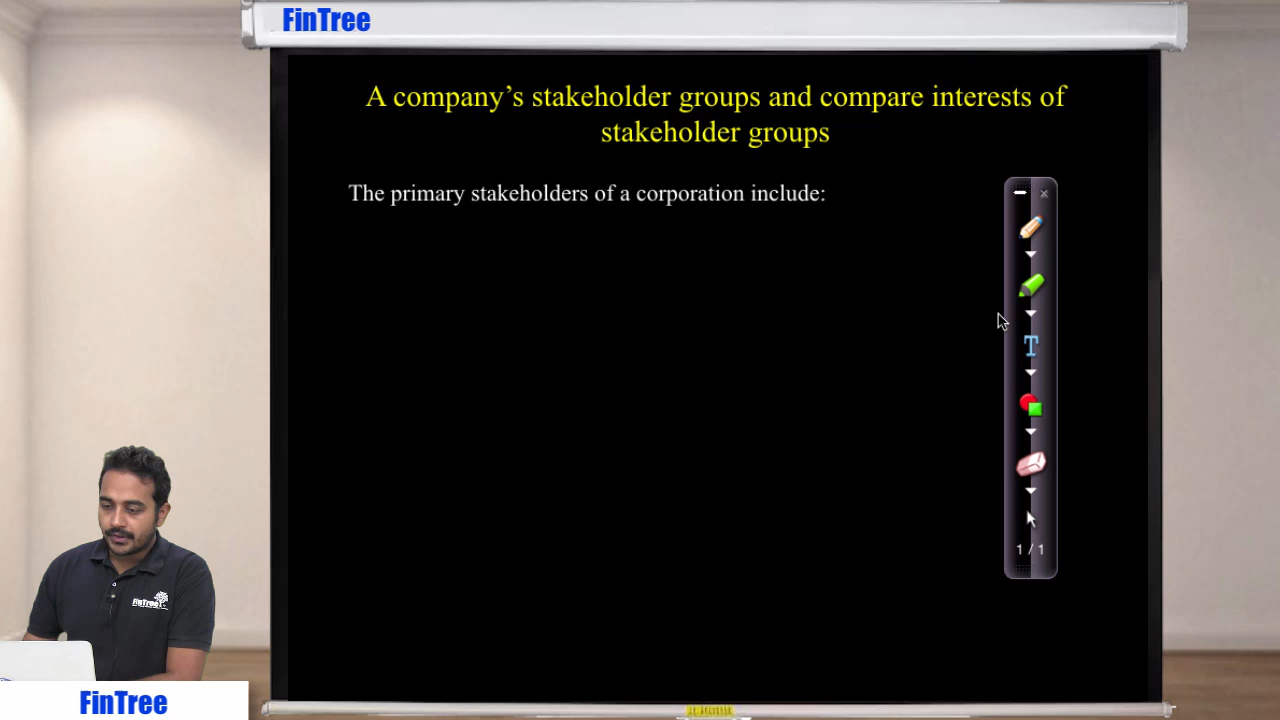 FinTree
A company's stakeholder groups and compare interests of
stakeholder groups
The primary stakeholders of a corporation include:
T
1 / 1
FinTree
FinTree